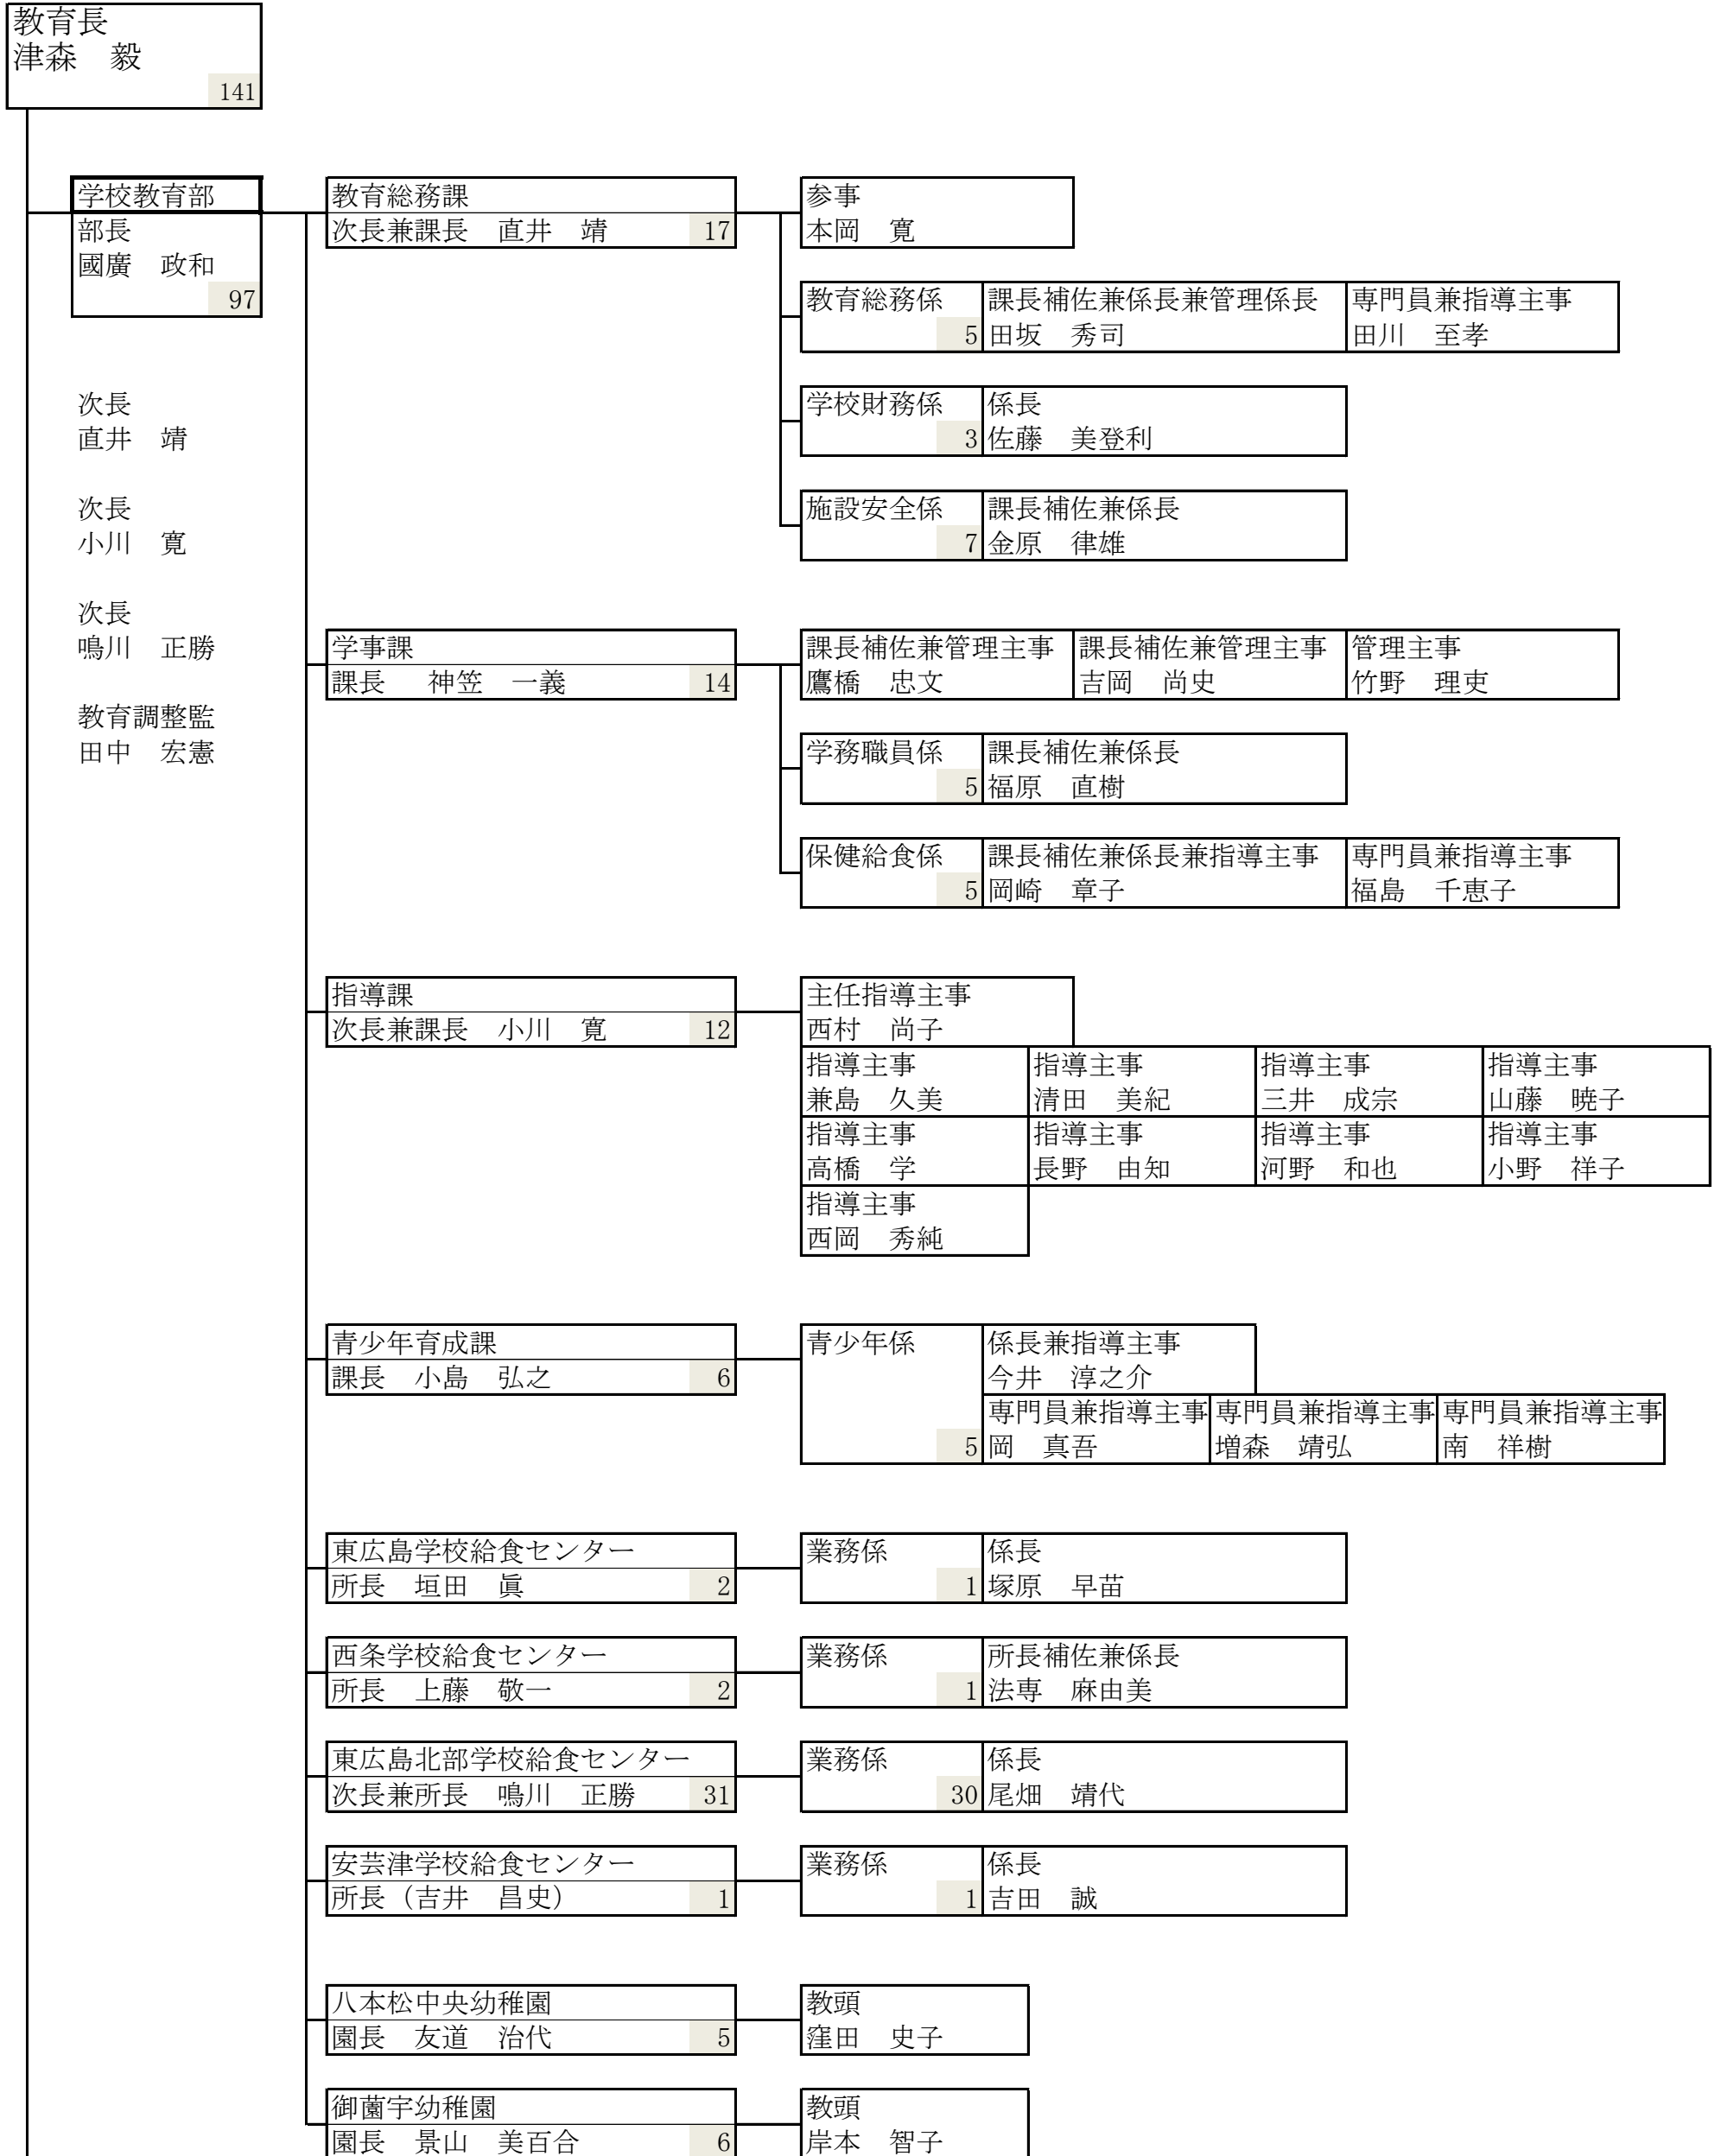 教育長
津森　毅
141
学校教育部
部長
國廣　政和
97
次長
直井　靖
次長
小川　寛
次長
鳴川　正勝
教育調整監
田中　宏憲
教育総務課
次長兼課長　直井　靖　17
参事
本岡　寛
教育総務係　課長補佐兼係長兼管理係長　専門員兼指導主事
5　田坂　秀司　田川　至孝
学校財務係　係長
3　佐藤　美登利
施設安全係　課長補佐兼係長
7　金原　律雄
学事課
課長　神笠　一義　14
課長補佐兼管理主事　課長補佐兼管理主事　管理主事
鷹橋　忠文　吉岡　尚史　竹野　理吏
学務職員係　課長補佐兼係長
5　福原　直樹
保健給食係　課長補佐兼係長兼指導主事　専門員兼指導主事
5　岡崎　章子　福島　千恵子
指導課
次長兼課長　小川　寛　12
主任指導主事
西村　尚子
指導主事　指導主事　指導主事　指導主事
兼島　久美　清田　美紀　三井　成宗　山藤　暁子
指導主事　指導主事　指導主事　指導主事
高橋　学　長野　由知　河野　和也　小野　祥子
指導主事
西岡　秀純
青少年育成課
課長　小島　弘之　6
青少年係　係長兼指導主事
今井　淳之介
専門員兼指導主事　専門員兼指導主事　専門員兼指導主事
5　岡　真吾　増森　靖弘　南　祥樹
東広島学校給食センター
所長　垣田　眞　2
業務係　係長
1　塚原　早苗
西条学校給食センター
所長　上藤　敬一　2
業務係　所長補佐兼係長
1　法専　麻由美
東広島北部学校給食センター
次長兼所長　鳴川　正勝　31
業務係　係長
30　尾畑　靖代
安芸津学校給食センター
所長（吉井　昌史）　1
業務係　係長
1　吉田　誠
八本松中央幼稚園
園長　友道　治代　5
教頭
窪田　史子
御薗宇幼稚園
園長　景山　美百合　6
教頭
岸本　智子